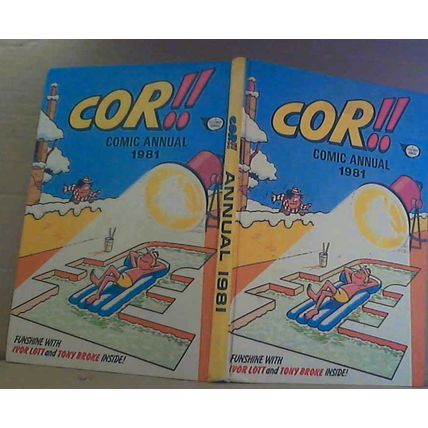 COR!!
COMIC ANNUAL
1981
FUNSHINE WITH
IVOR LOTT and TONY BROKE INSIDE!
COR!! ANNUAL 1981
COR!!
COMIC ANNUAL
1981
FUNSHINE WITH
IVOR LOTT and TONY BROKE INSIDE!